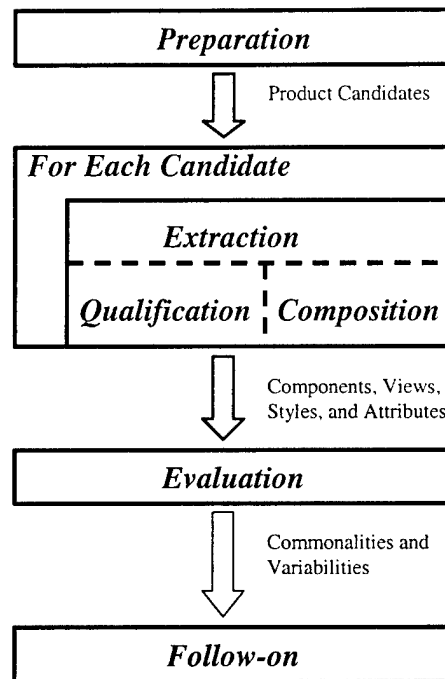 Preparation
Product Candidates
For Each Candidate
Extraction
Qualification
Composition
Components, Views,
Styles, and Attributes
Evaluation
Commonalities and
Variabilities
Follow-on